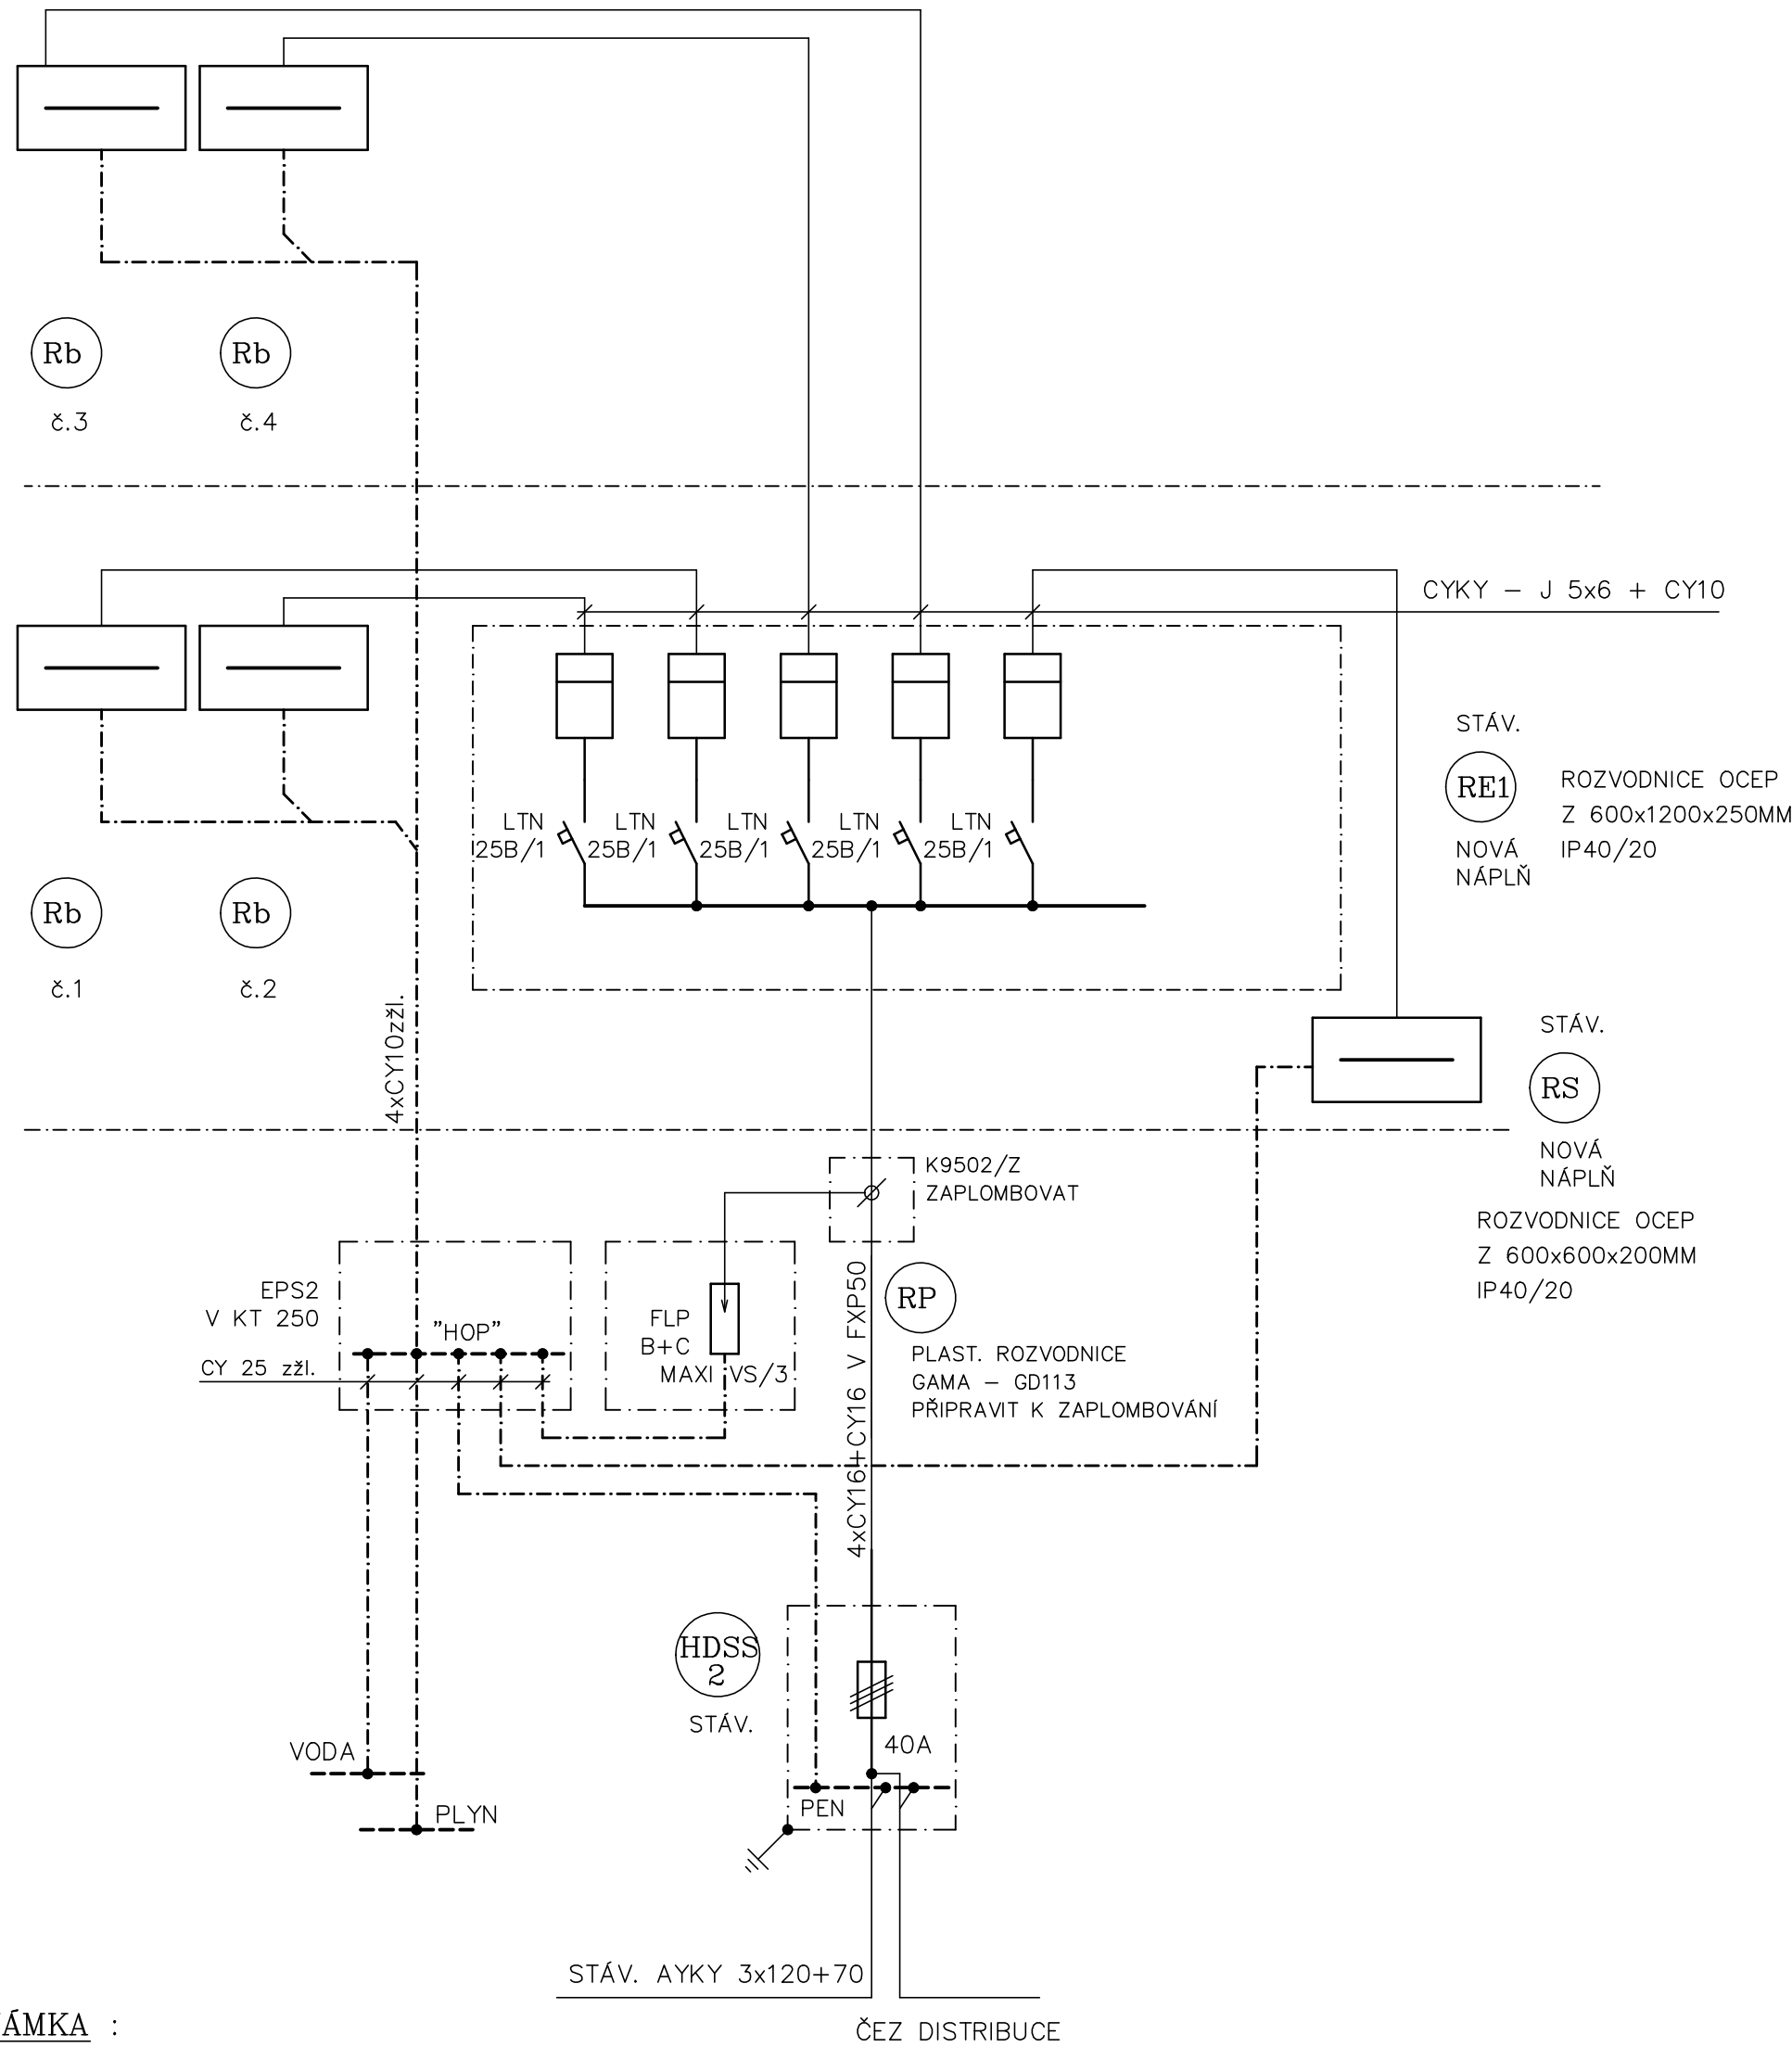 Rb
Rb
č.3
č.4
CYKY – J 5x6 + CY10
STÁV.
RE1
ROZVODNICE OCEP
Z 600x1200x250MM
IP40/20
NOVÁ
NÁPLŇ
LTN
25B/1
LTN
25B/1
LTN
25B/1
LTN
25B/1
LTN
25B/1
Rb
Rb
č.1
č.2
4xCY10zžl.
STÁV.
RS
NOVÁ
NÁPLŇ
ROZVODNICE OCEP
Z 600x600x200MM
IP40/20
K9502/Z
ZAPLOMBOVAT
EPS2
V KT 250
"HOP"
CY 25 zžl.
FLP
B+C
MAXI VS/3
4xCY16+CY16 V FXP50
RP
PLAST. ROZVODNICE
GAMA – GD113
PŘIPRAVIT K ZAPLOMBOVÁNÍ
HDSS
2
STÁV.
40A
PEN
VODA
PLYN
STÁV. AYKY 3x120+70
ČEZ DISTRIBUCE
ÁMKA :